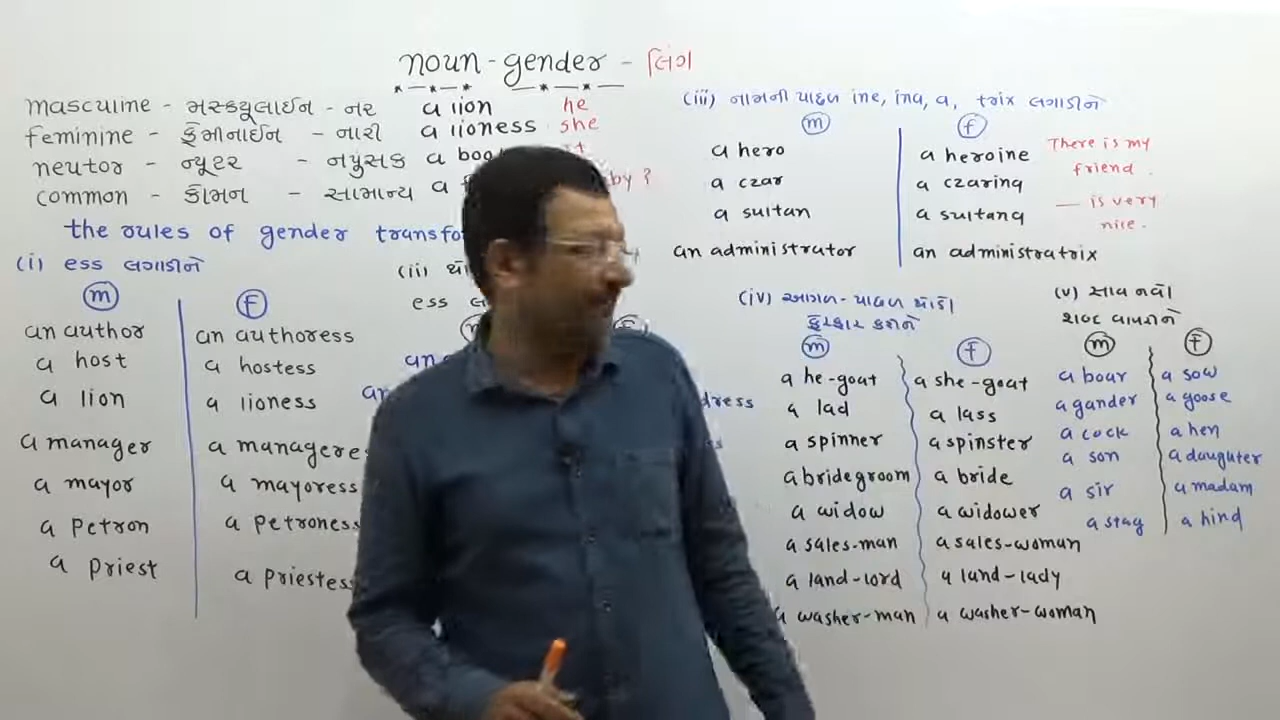 noun - gender - લિંગ
masculine - મસ્ક્યૂલાઈન - નર a lion he
feminine - ફેમીનાઈન - નારી a lioness she
neutor - ન્યૂટર - નપુંસક a
common - કૉમન - સામાન્ય a
the rules of gender
(i) ess લગાડીને
m f
an author an authoress
a host a hostess
a lion a lioness
a manager
a mayor a mayoress
a Petron a Petroness
a Priest a Priestess
(ii)
ess
(iii) નામની પાછળ ine, ina, a, trix લગાડીને
m f
a hero a heroine
a czar a czarina
a sultan a sultana
an administrator an administratrix
There is my
friend.
— is very
nice.
(iv) આગળ - પાછળ થોડો
ફેરફાર કરીને
m f
a he-goat a she-goat
a lad a lass
a spinner a spinster
a bridegroom a bride
a widow a widower
a sales-man a sales-woman
a land-lord a land-lady
a washer-man a washer-woman
(v) સાવ નવો
શબ્દ વાપરીને
m f
a boar a sow
a gander a goose
a cock a hen
a son a daughter
a sir a madam
a stag a hind